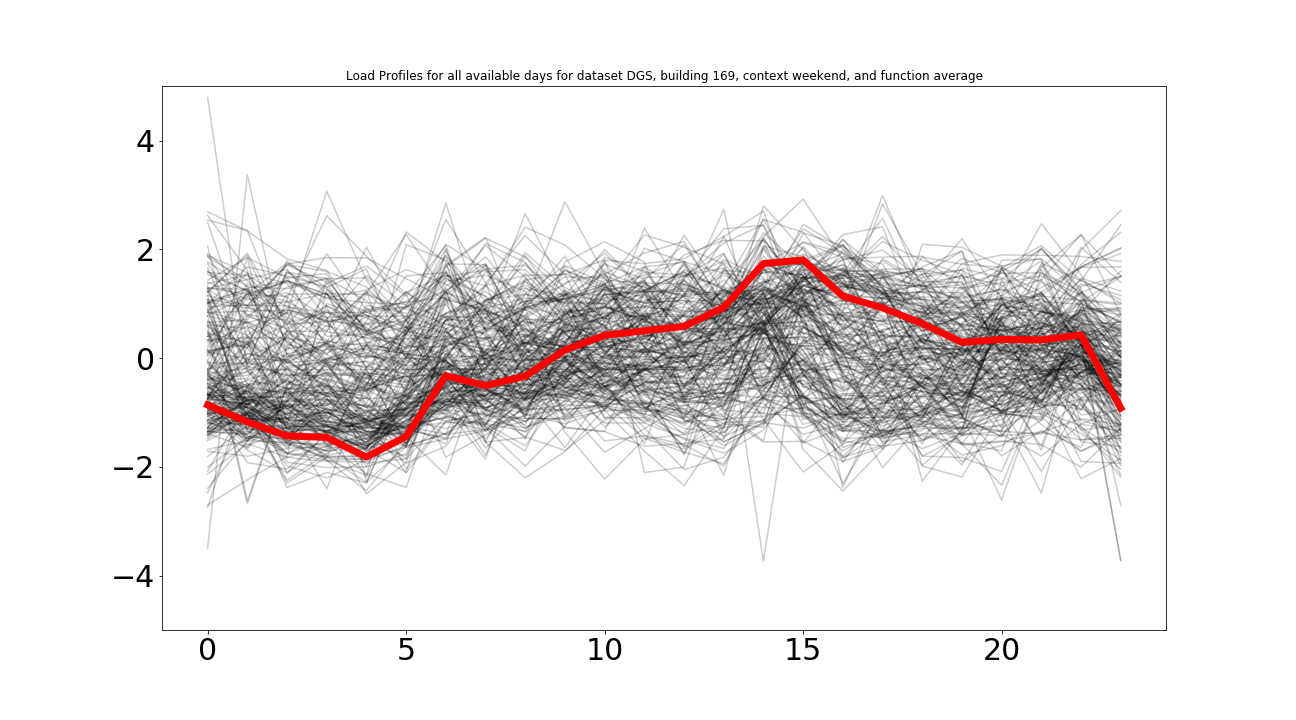 Load Profiles for all available days for dataset DGS, building 169, context weekend, and function average
4
2
0
−2
−4
0 5 10 15 20